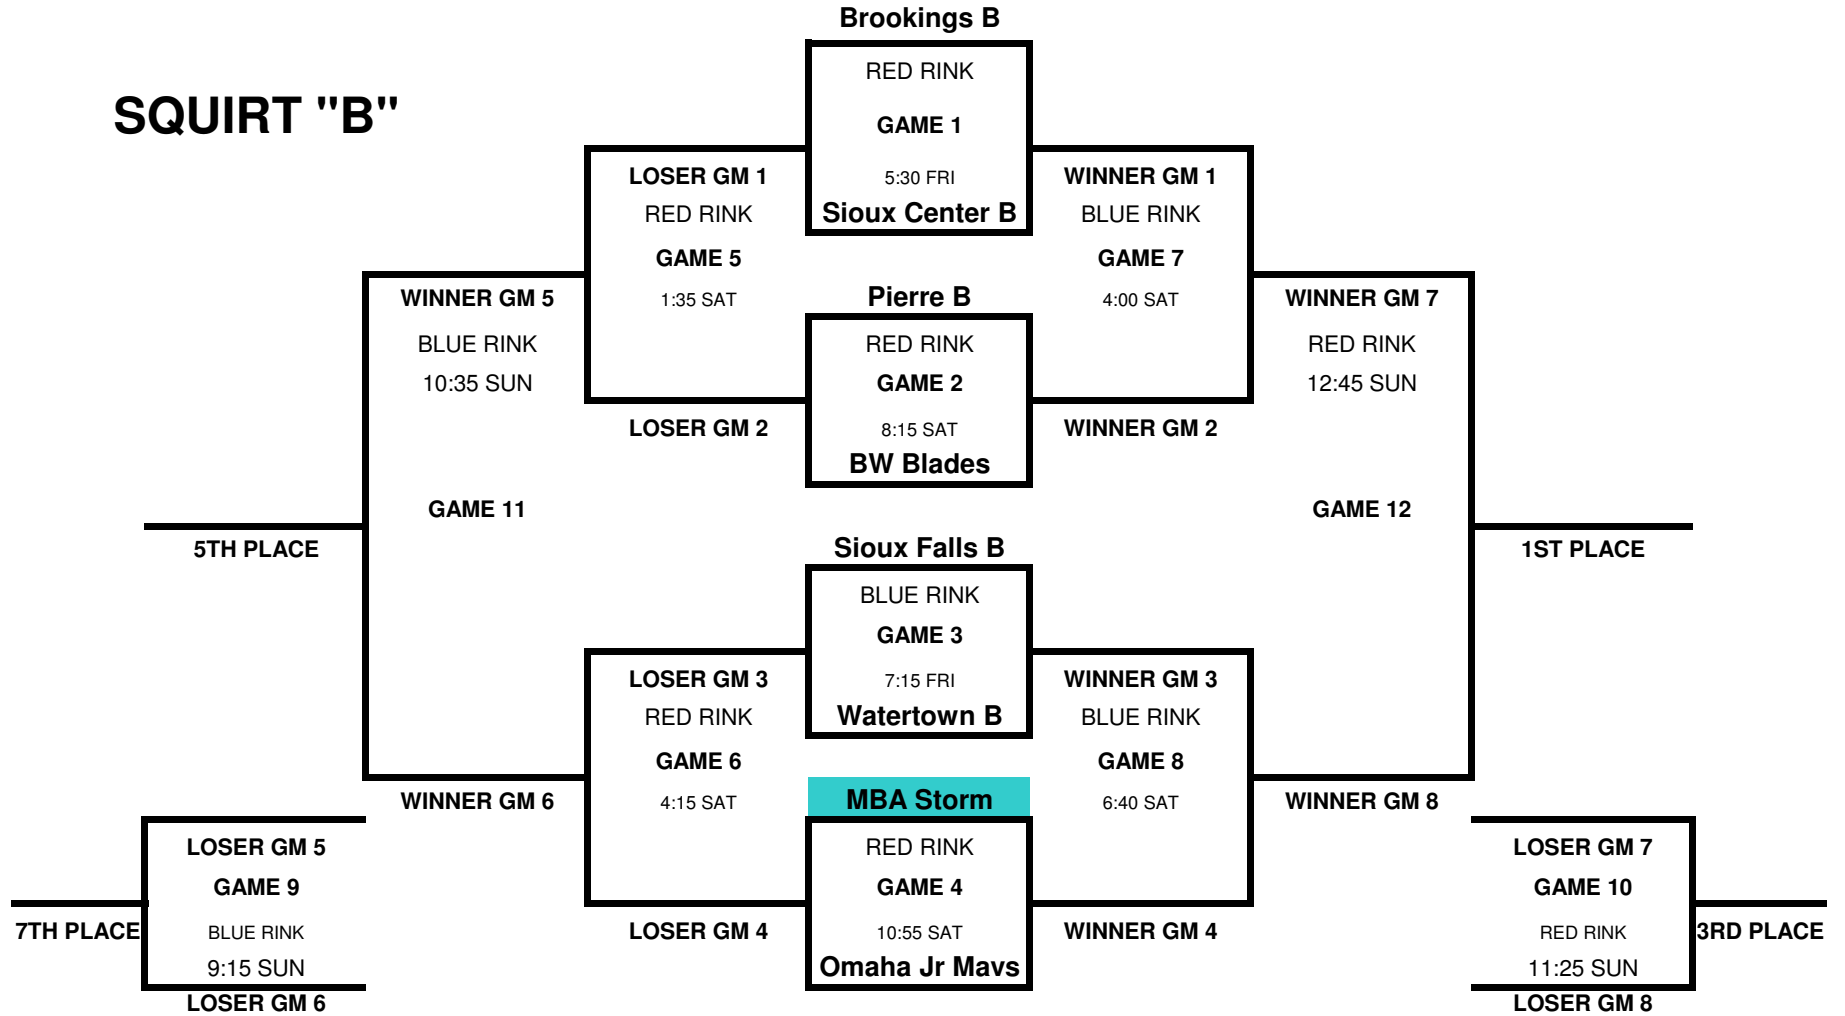 Brookings B
SQUIRT "B"
RED RINK
GAME 1
5:30 FRI
Sioux Center B
LOSER GM 1
RED RINK
GAME 5
1:35 SAT
LOSER GM 2
WINNER GM 1
BLUE RINK
GAME 7
4:00 SAT
WINNER GM 2
Pierre B
RED RINK
GAME 2
8:15 SAT
BW Blades
WINNER GM 5
BLUE RINK
10:35 SUN
GAME 11
5TH PLACE
WINNER GM 6
WINNER GM 7
RED RINK
12:45 SUN
GAME 12
1ST PLACE
WINNER GM 8
Sioux Falls B
BLUE RINK
GAME 3
7:15 FRI
Watertown B
LOSER GM 3
RED RINK
GAME 6
4:15 SAT
LOSER GM 4
WINNER GM 3
BLUE RINK
GAME 8
6:40 SAT
WINNER GM 4
MBA Storm
RED RINK
GAME 4
10:55 SAT
Omaha Jr Mavs
LOSER GM 5
GAME 9
7TH PLACE
BLUE RINK
9:15 SUN
LOSER GM 6
LOSER GM 7
GAME 10
RED RINK
3RD PLACE
11:25 SUN
LOSER GM 8